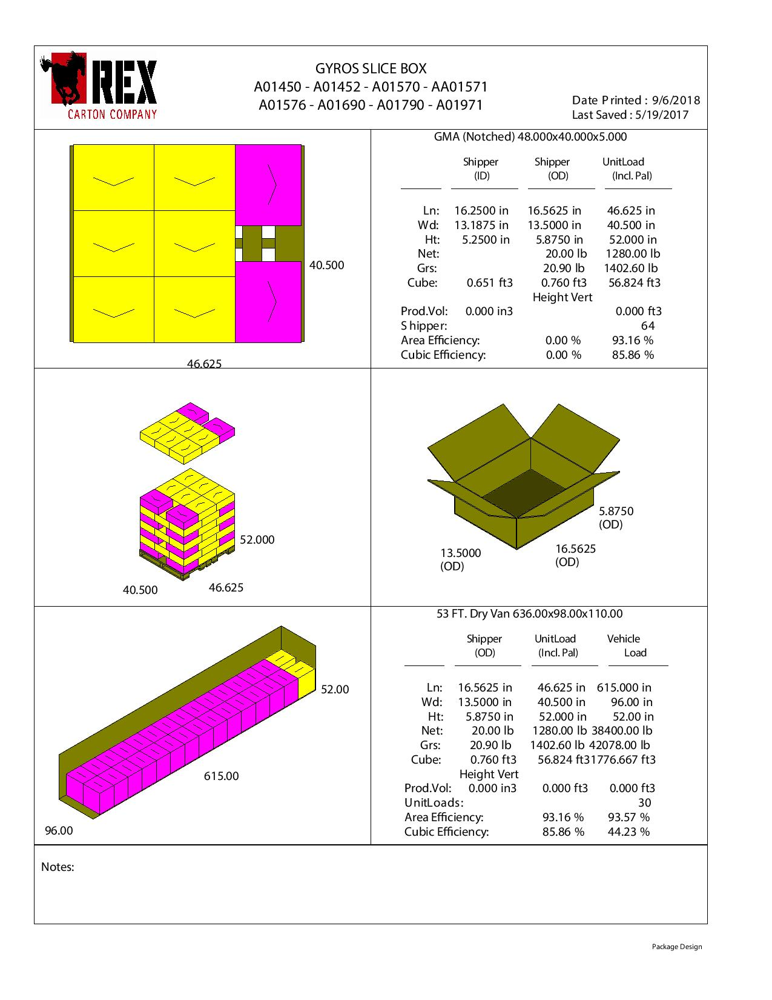 REX
CARTON COMPANY
GYROS SLICE BOX
A01450 - A01452 - A01570 - AA01571
A01576 - A01690 - A01790 - A01971
Date Printed : 9/6/2018
Last Saved : 5/19/2017
40.500
46.625
GMA (Notched) 48.000x40.000x5.000
Shipper Shipper UnitLoad
(ID) (OD) (Incl. Pal)
Ln: 16.2500 in 16.5625 in 46.625 in
Wd: 13.1875 in 13.5000 in 40.500 in
Ht: 5.2500 in 5.8750 in 52.000 in
Net: 20.00 lb 1280.00 lb
Grs: 20.90 lb 1402.60 lb
Cube: 0.651 ft3 0.760 ft3 56.824 ft3
Height Vert
Prod.Vol: 0.000 in3 0.000 ft3
Shipper: 64
Area Efficiency: 0.00 % 93.16 %
Cubic Efficiency: 0.00 % 85.86 %
52.000
40.500
46.625
5.8750
(OD)
13.5000
(OD)
16.5625
(OD)
52.00
615.00
96.00
53 FT. Dry Van 636.00x98.00x110.00
Shipper UnitLoad Vehicle
(OD) (Incl. Pal) Load
Ln: 16.5625 in 46.625 in 615.000 in
Wd: 13.5000 in 40.500 in 96.00 in
Ht: 5.8750 in 52.000 in 52.00 in
Net: 20.00 lb 1280.00 lb 38400.00 lb
Grs: 20.90 lb 1402.60 lb 42078.00 lb
Cube: 0.760 ft3 56.824 ft3 1776.667 ft3
Height Vert
Prod.Vol: 0.000 in3 0.000 ft3 0.000 ft3
UnitLoads: 30
Area Efficiency: 93.16 % 93.57 %
Cubic Efficiency: 85.86 % 44.23 %
Notes:
Package Design